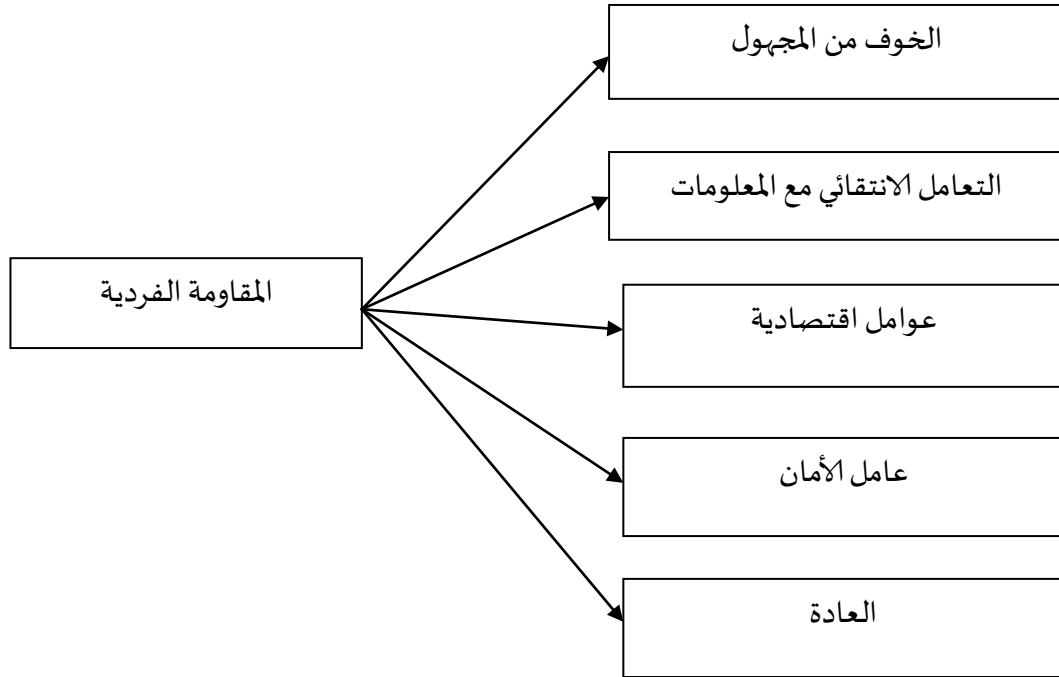 المقاومة الفردية
الخوف من المجهول
التعامل الانتقائي مع المعلومات
عوامل اقتصادية
عامل الأمان
العادة